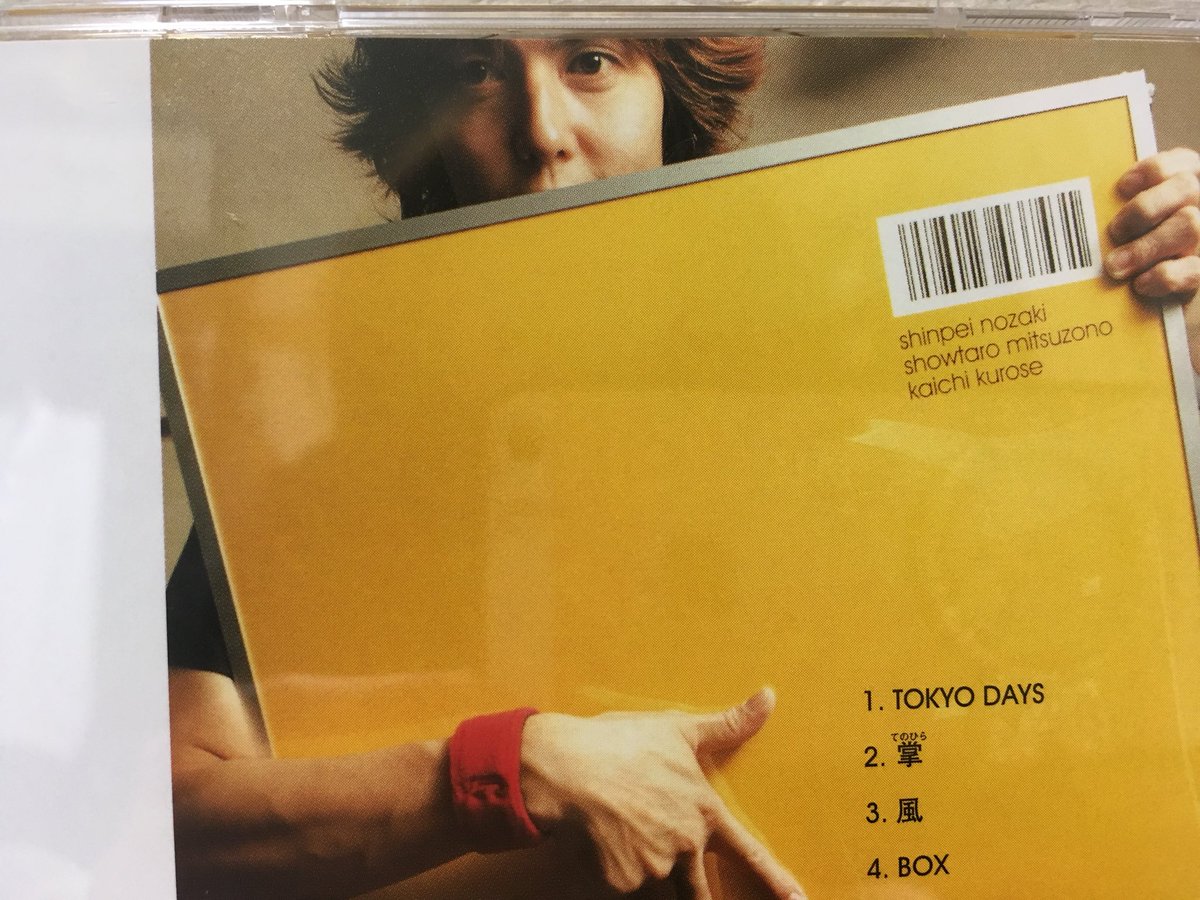 shinpei nozaki
showtaro mitsuzono
kaichi kurose
1. TOKYO DAYS
てのひら
2. 掌
3. 風
4. BOX